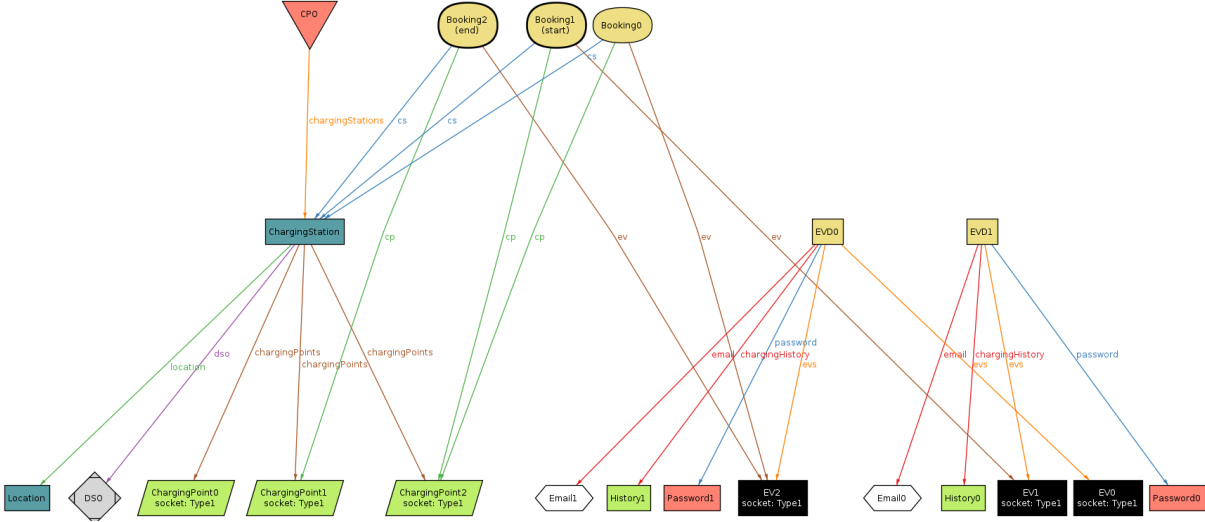 CPO
Booking2
(end)
Booking1
(start)
Booking0
cs
chargingStations
cs
cs
ChargingStation
cp
cp
cp
ev
ev
ev
EVD0
EVD1
location
dso
chargingPoints
chargingPoints
chargingPoints
password
email
chargingHistory
evs
email
chargingHistory
evs
evs
password
Location
DSO
ChargingPoint0
socket: Type1
ChargingPoint1
socket: Type1
ChargingPoint2
socket: Type1
Email1
History1
Password1
EV2
socket: Type1
Email0
History0
EV1
socket: Type1
EV0
socket: Type1
Password0